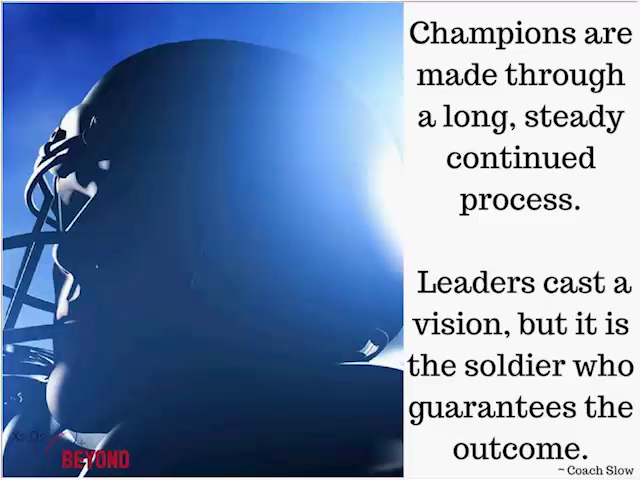 Champions are
made through
a long, steady
continued
process.
Leaders cast a
vision, but it is
the soldier who
guarantees the
outcome.
~ Coach Slow
BEYOND